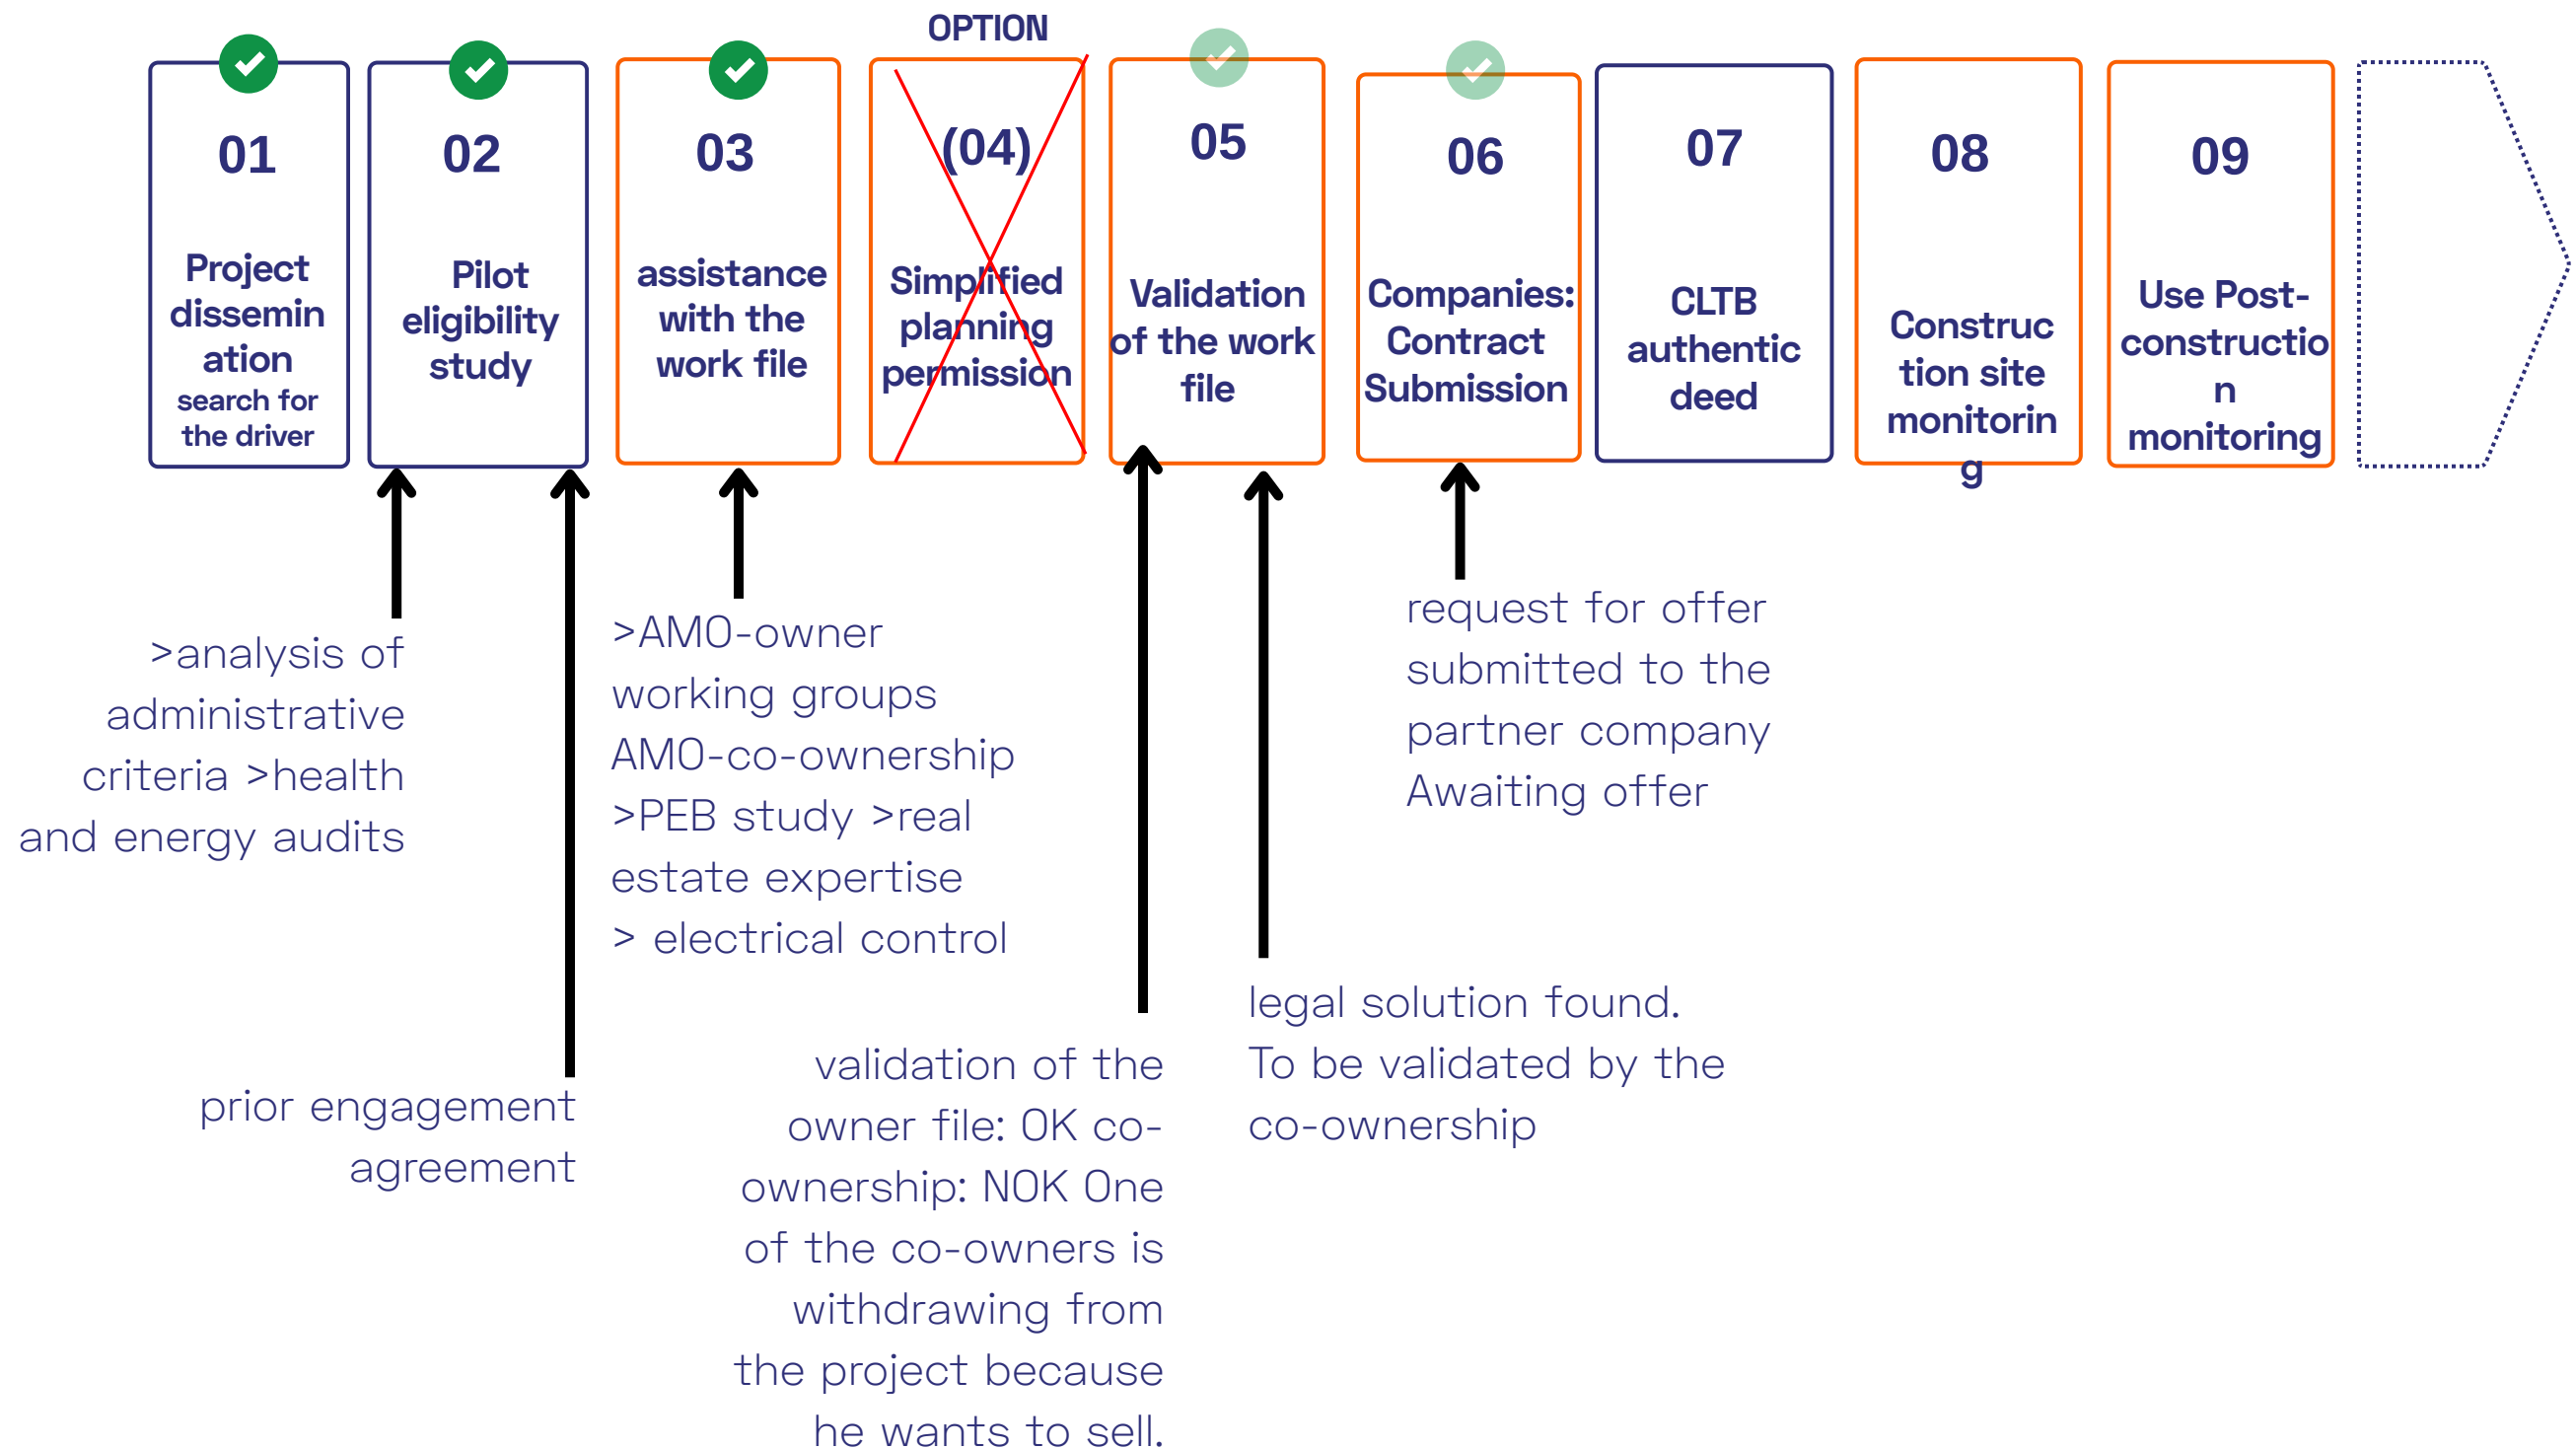 OPTION
01
Project
dissemin
ation
search for
the driver
02
Pilot
eligibility
study
03
assistance
with the
work file
(04)
Simplified
planning
permission
05
Validation
of the work
file
06
Companies:
Contract
Submission
07
CLTB
authentic
deed
08
Construc
tion site
monitorin
g
09
Use Post-
constructio
n
monitoring
>analysis of
administrative
criteria >health
and energy audits
prior engagement
agreement
>AMO-owner
working groups
AMO-co-ownership
>PEB study >real
estate expertise
> electrical control
validation of the
owner file: OK co-
ownership: NOK One
of the co-owners is
withdrawing from
the project because
he wants to sell.
legal solution found.
To be validated by the
co-ownership
request for offer
submitted to the
partner company
Awaiting offer